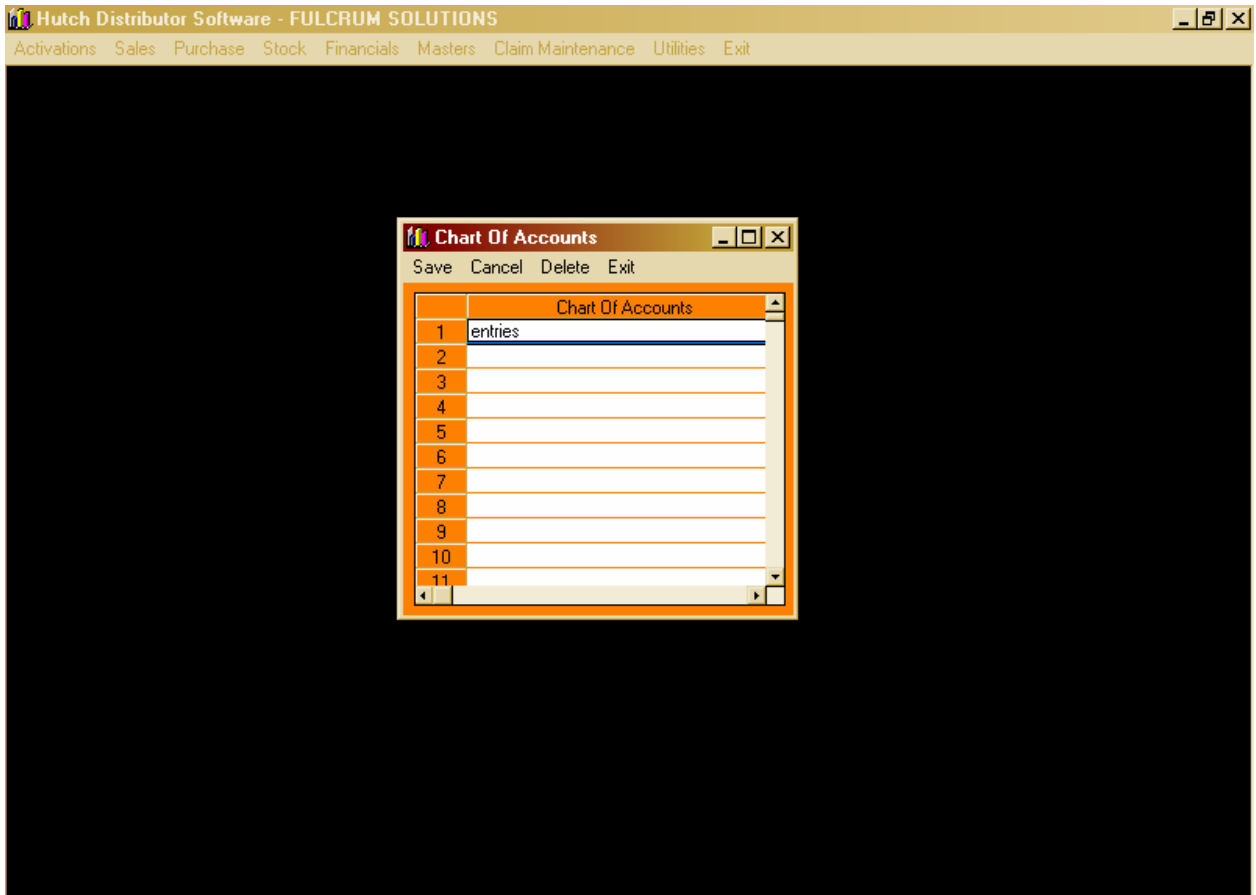 Hutch Distributor Software - FULCRUM SOLUTIONS
Activations Sales Purchase Stock Financials Masters Claim Maintenance Utilities Exit
Chart Of Accounts
Save Cancel Delete Exit
Chart Of Accounts
1 entries
2
3
4
5
6
7
8
9
10
11